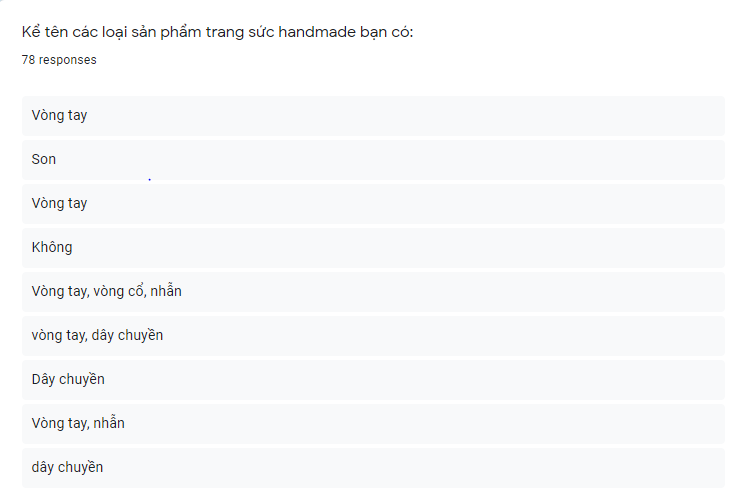 Kể tên các loại sản phẩm trang sức handmade bạn có:
78 responses
Vòng tay
Son
Vòng tay
Không
Vòng tay, vòng cổ, nhẫn
vòng tay, dây chuyền
Dây chuyền
Vòng tay, nhẫn
dây chuyền